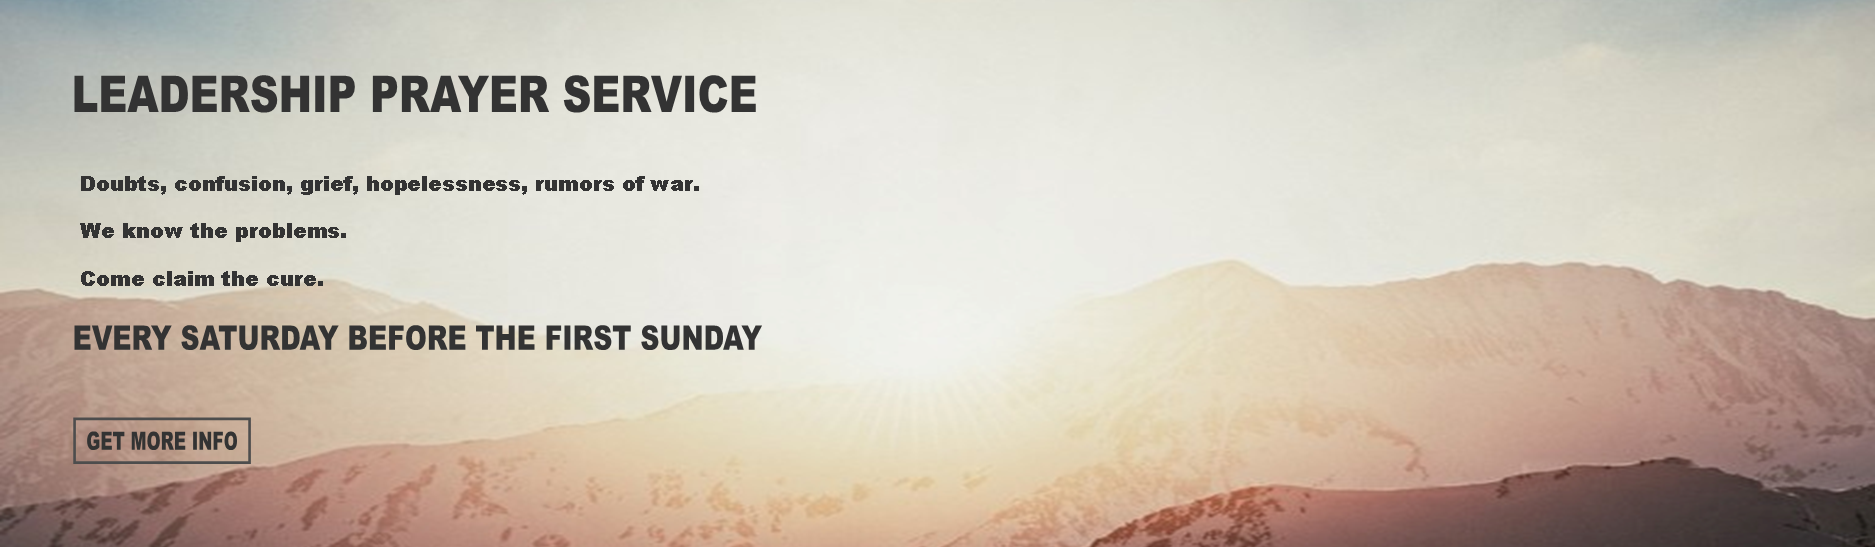 LEADERSHIP PRAYER SERVICE
Doubts, confusion, grief, hopelessness, rumors of war.
We know the problems.
Come claim the cure.
EVERY SATURDAY BEFORE THE FIRST SUNDAY
GET MORE INFO